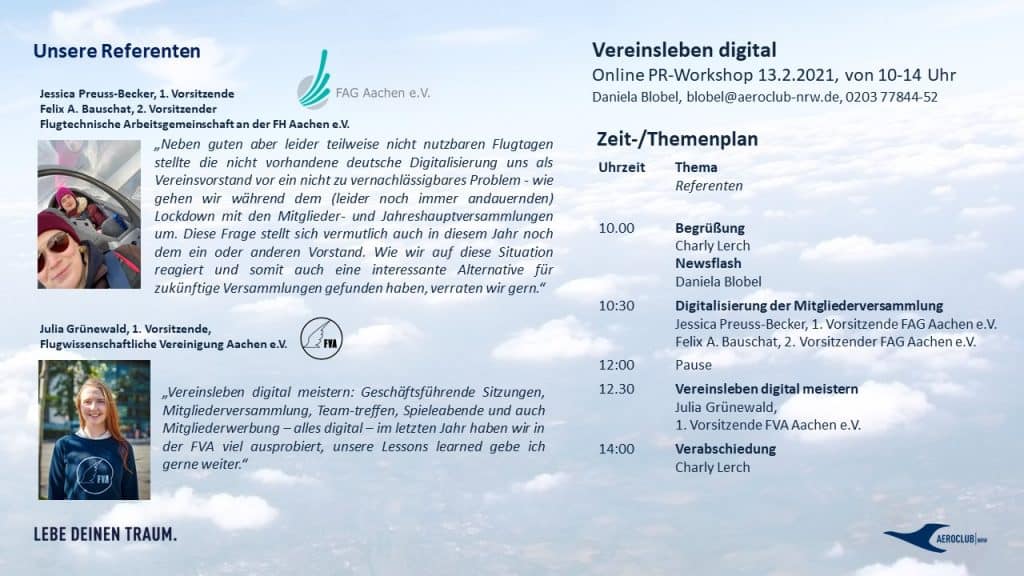 Unsere Referenten
Jessica Preuss-Becker, 1. Vorsitzende
Felix A. Bauschat, 2. Vorsitzender
Flugtechnische Arbeitsgemeinschaft an der FH Aachen e.V.
FAG Aachen e.V.
„Neben guten aber leider teilweise nicht nutzbaren Flugtagen
stellte die nicht vorhandene deutsche Digitalisierung uns als
Vereinsvorstand vor ein nicht zu vernachlässigbares Problem - wie
gehen wir während dem (leider noch immer andauernden)
Lockdown mit den Mitglieder- und Jahreshauptversammlungen
um. Diese Frage stellt sich vermutlich auch in diesem Jahr noch
dem ein oder anderen Vorstand. Wie wir auf diese Situation
reagiert und somit auch eine interessante Alternative für
zukünftige Versammlungen gefunden haben, verraten wir gern.“
Julia Grünewald, 1. Vorsitzende,
Flugwissenschaftliche Vereinigung Aachen e.V.
FVA
„Vereinsleben digital meistern: Geschäftsführende Sitzungen,
Mitgliederversammlung, Team-treffen, Spieleabende und auch
Mitgliederwerbung – alles digital – im letzten Jahr haben wir in
der FVA viel ausprobiert, unsere Lessons learned gebe ich
gerne weiter.“
FVA
LEBE DEINEN TRAUM.
Vereinsleben digital
Online PR-Workshop 13.2.2021, von 10-14 Uhr
Daniela Blobel, blobel@aeroclub-nrw.de, 0203 77844-52
Zeit-/Themenplan
Uhrzeit Thema
Referenten
10.00 Begrüßung
Charly Lerch
Newsflash
Daniela Blobel
10:30 Digitalisierung der Mitgliederversammlung
Jessica Preuss-Becker, 1. Vorsitzende FAG Aachen e.V.
Felix A. Bauschat, 2. Vorsitzender FAG Aachen e.V.
12:00 Pause
12.30 Vereinsleben digital meistern
Julia Grünewald,
1. Vorsitzende FVA Aachen e.V.
14:00 Verabschiedung
Charly Lerch
AEROCLUB|NRW